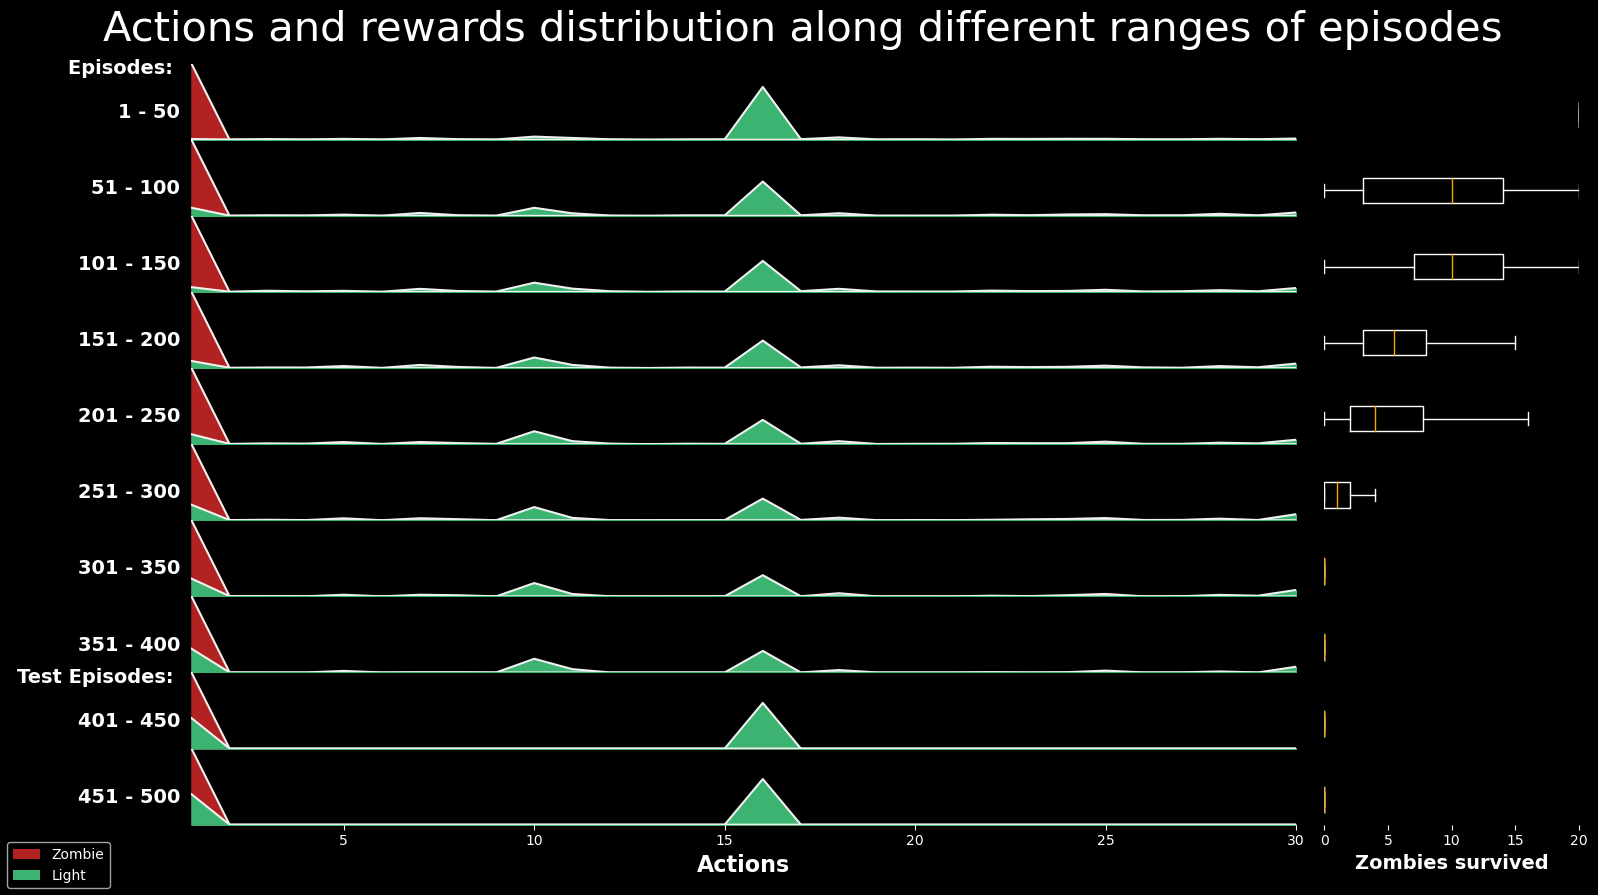 Actions and rewards distribution along different ranges of episodes
Episodes:
1 - 50
51 - 100
101 - 150
151 - 200
201 - 250
251 - 300
301 - 350
351 - 400
Test Episodes:
401 - 450
451 - 500
5 10 15 20 25 30
0 5 10 15 20
Actions
Zombies survived
Zombie
Light